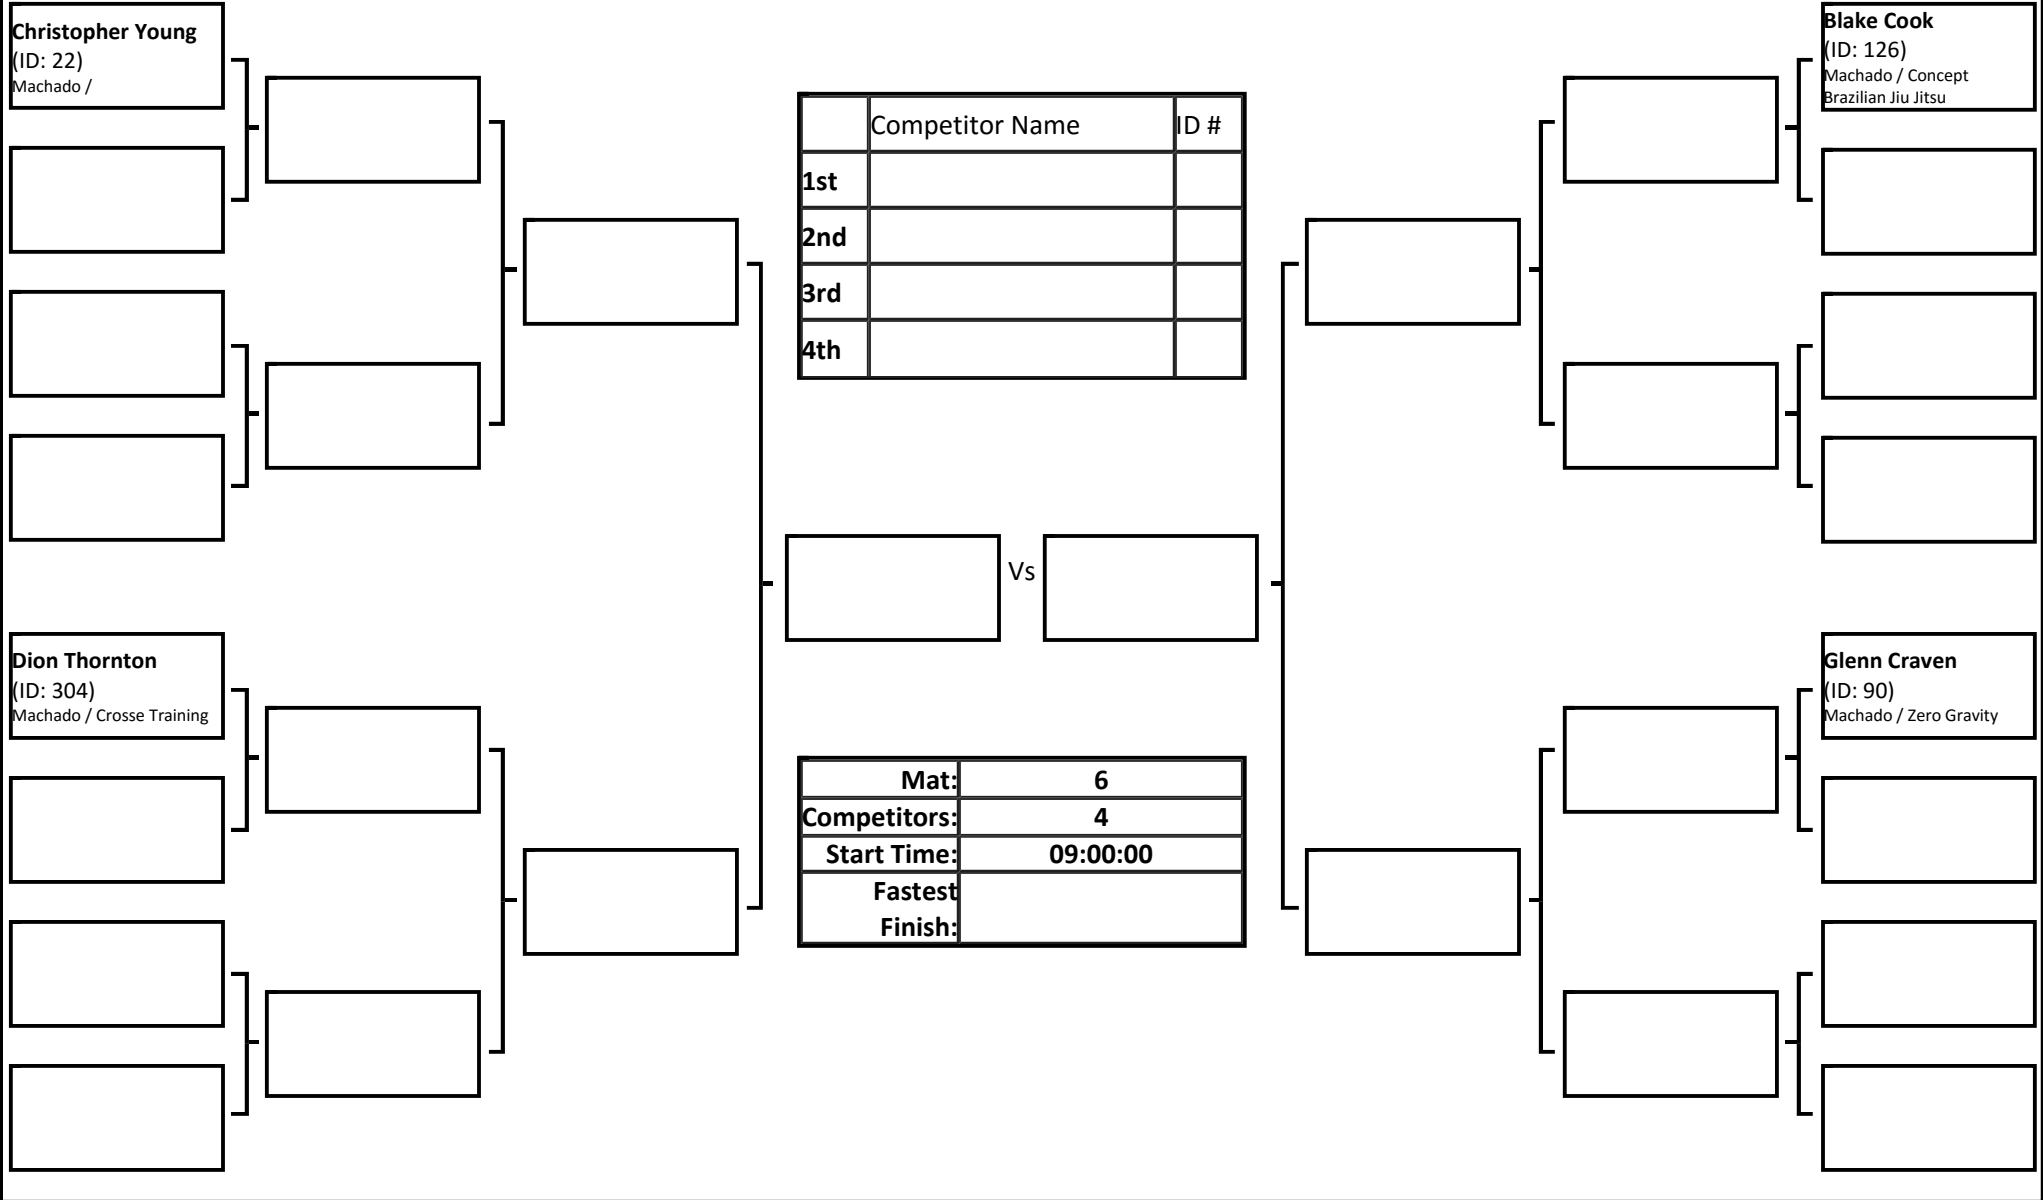 Christopher Young
(ID: 22)
Machado /
Blake Cook
(ID: 126)
Machado / Concept
Brazilian Jiu Jitsu
Competitor Name ID #
1st
2nd
3rd
4th
Vs
Dion Thornton
(ID: 304)
Machado / Crosse Training
Glenn Craven
(ID: 90)
Machado / Zero Gravity
Mat: 6
Competitors: 4
Start Time: 09:00:00
Fastest
Finish: